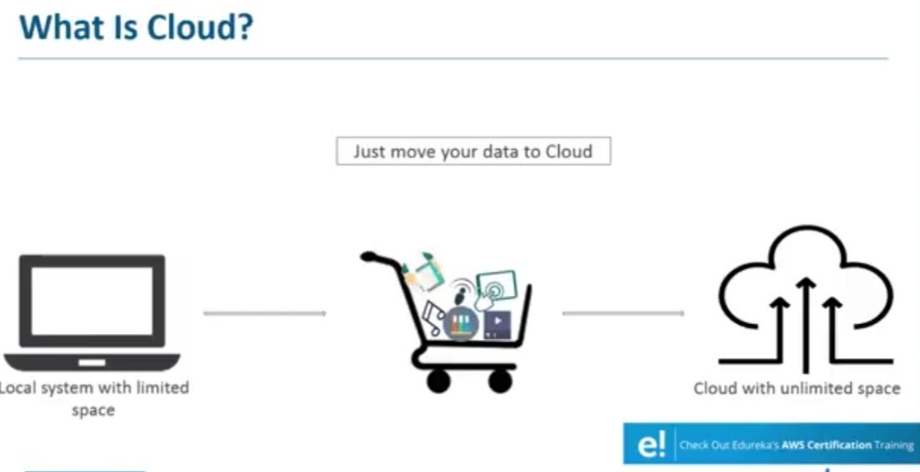 What Is Cloud?
Just move your data to Cloud
Local system with limited
space
Cloud with unlimited space
e! Check Out Edureka's AWS Certification Training